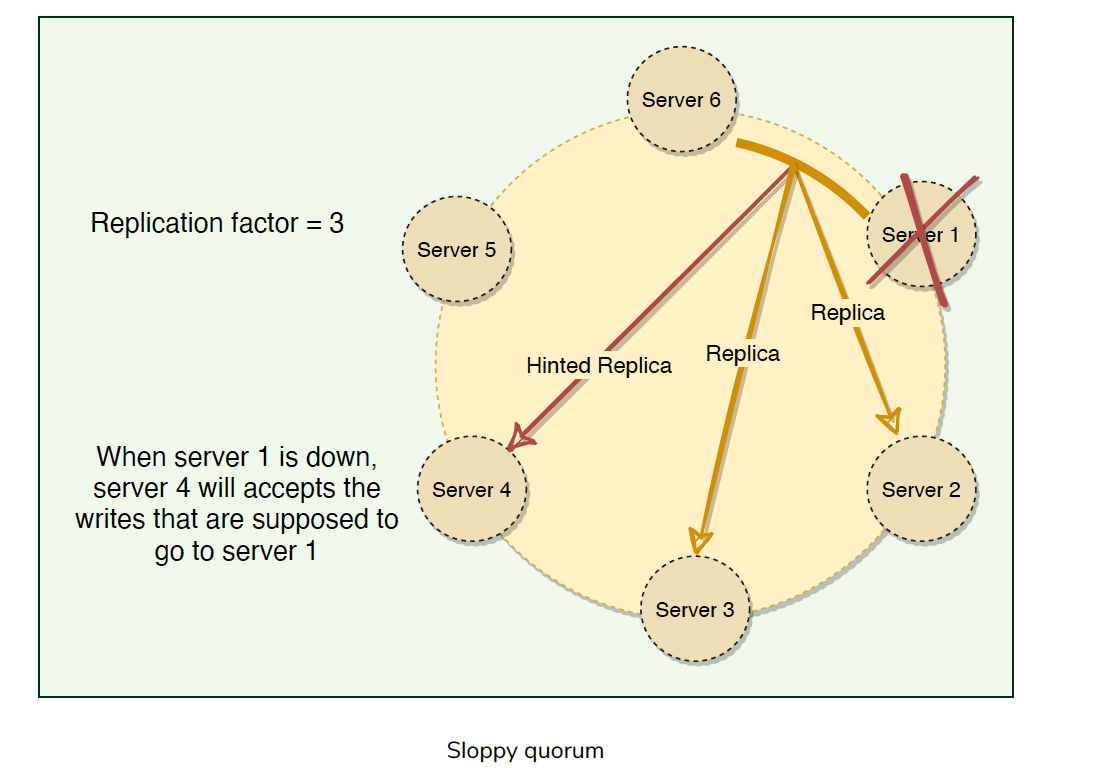 Server 6
Replication factor = 3
Server 5
Server 1
Replica
Replica
Hinted Replica
When server 1 is down,
server 4 will accepts the
writes that are supposed to
go to server 1
Server 4
Server 2
Server 3
Sloppy quorum